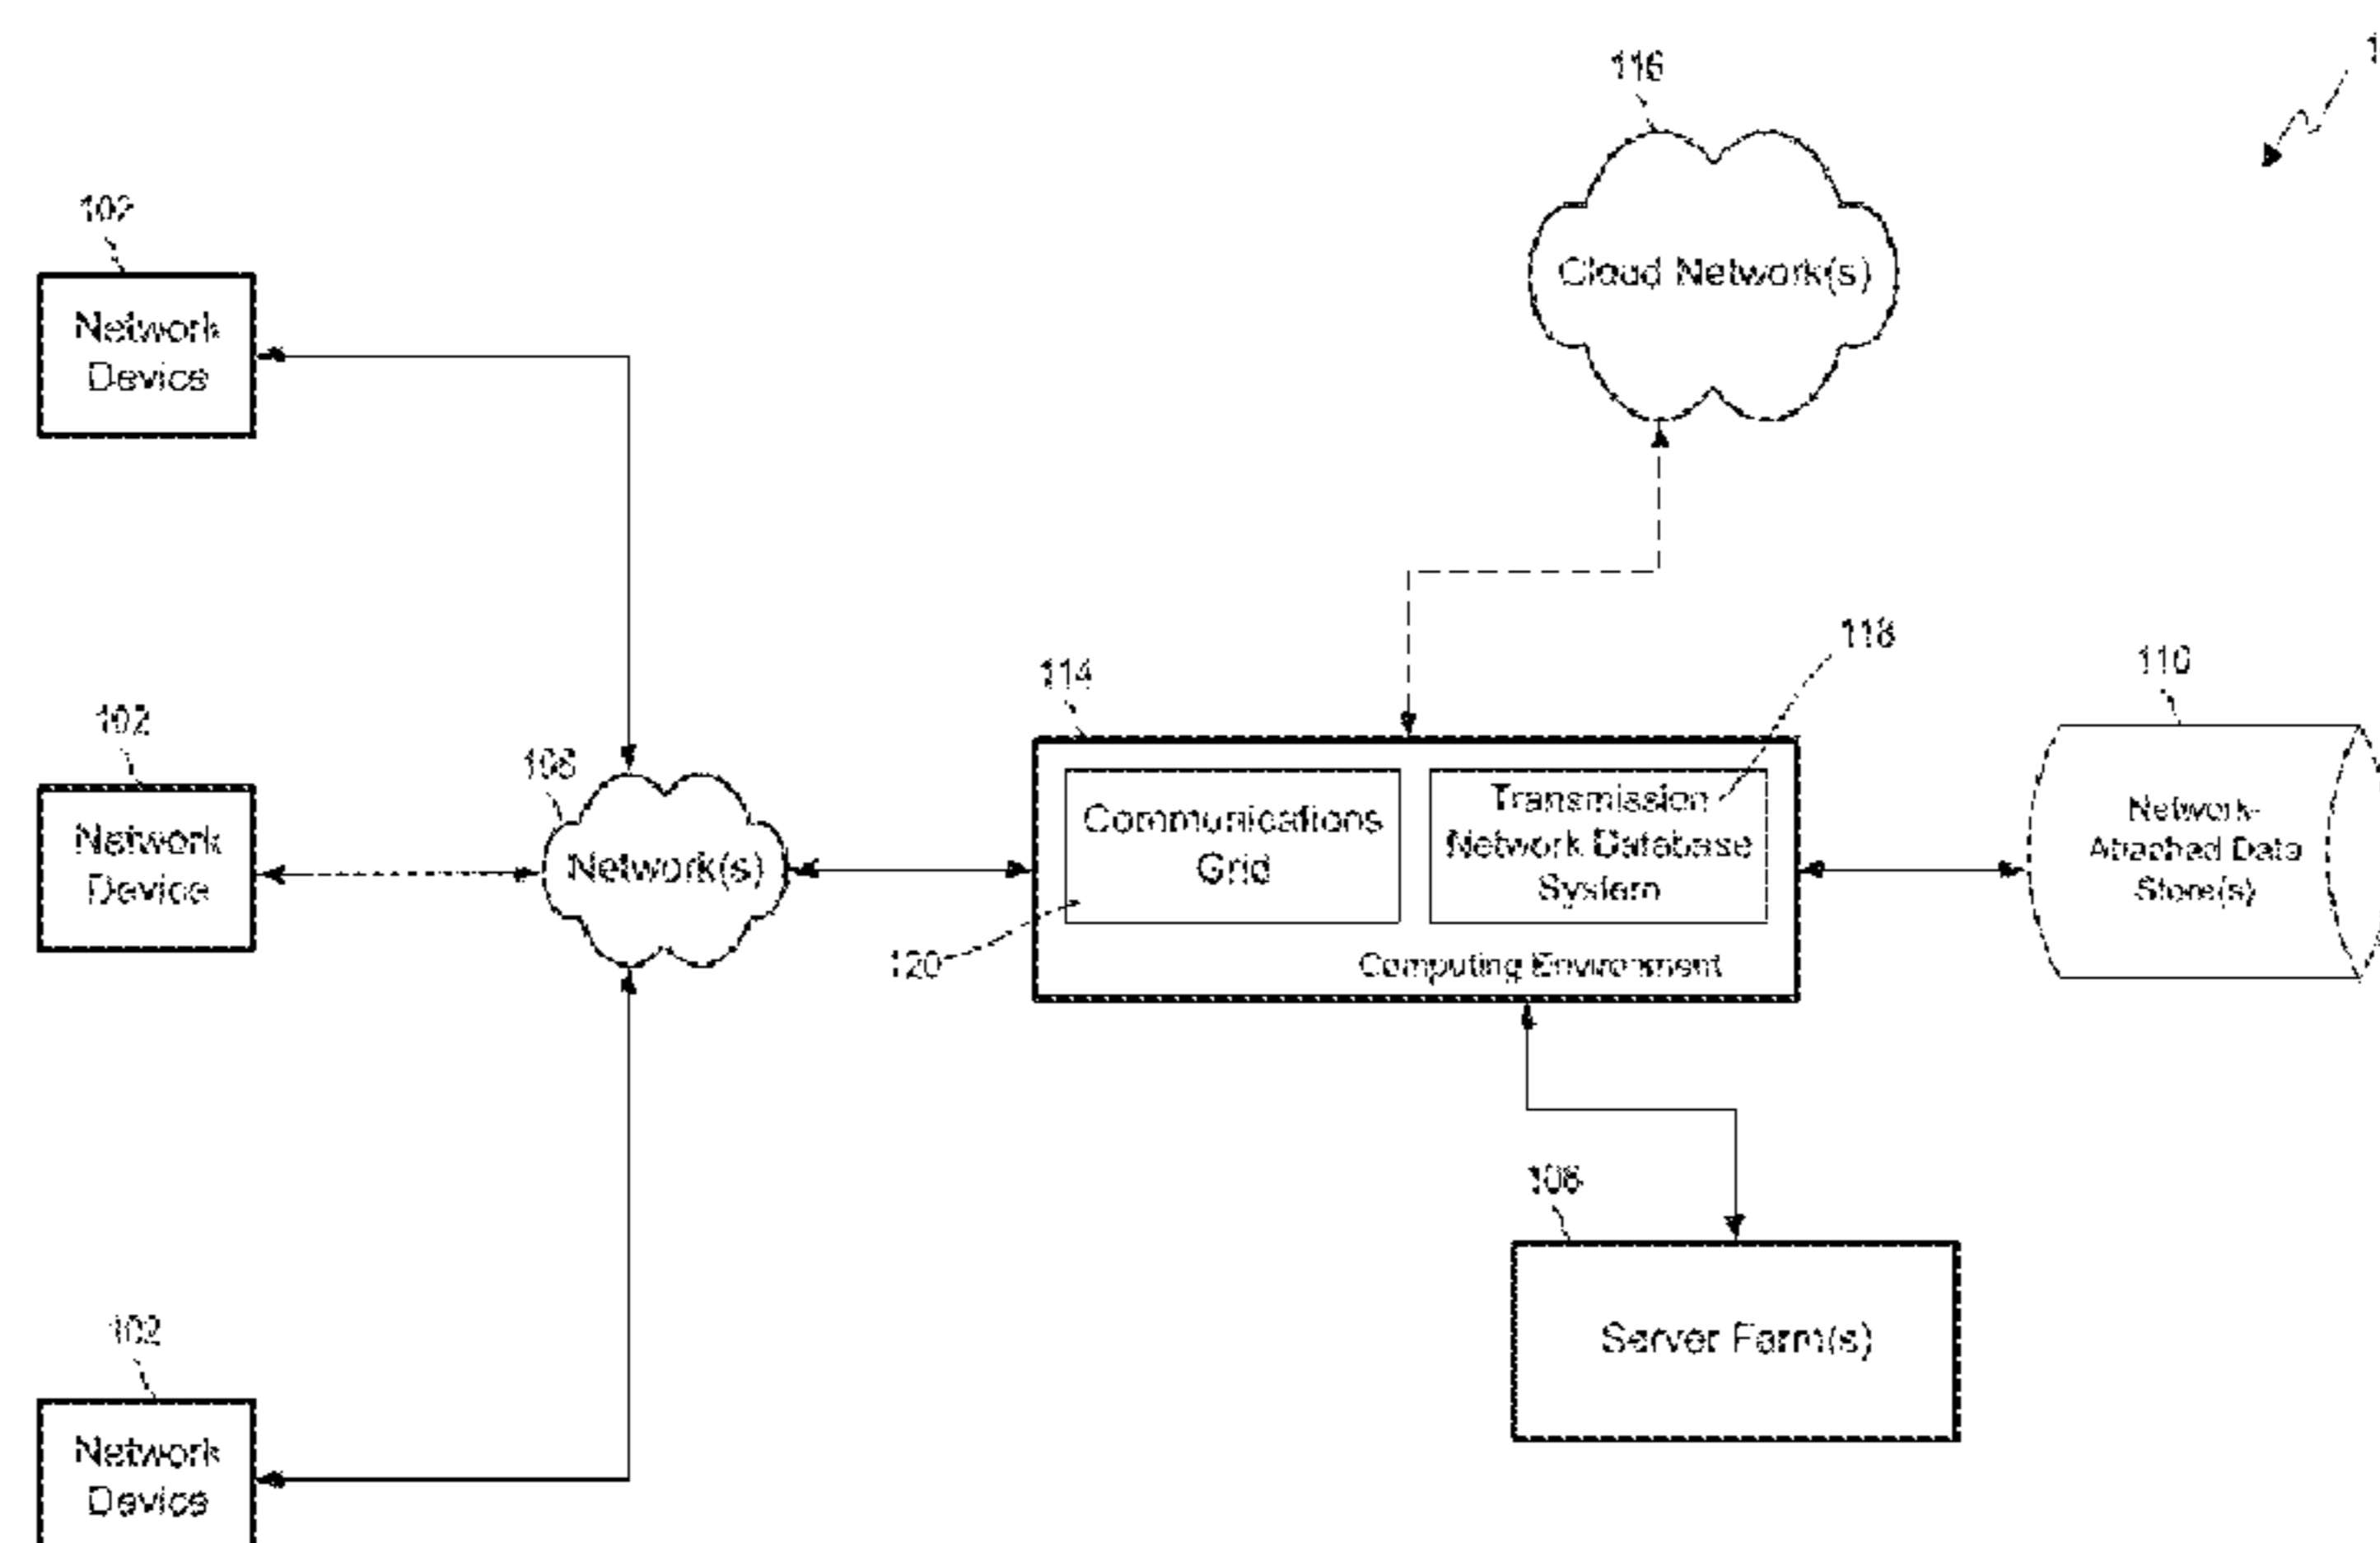 116
1
102
Network
Device
Cloud Network(s)
118
114
110
102
Network
Device
Network(s)
Communications
Grid
Transmission
Network Database
System
Network-
Attached Data
Store(s)
120
Computing Environment
Server Farm(s)
102
Network
Device